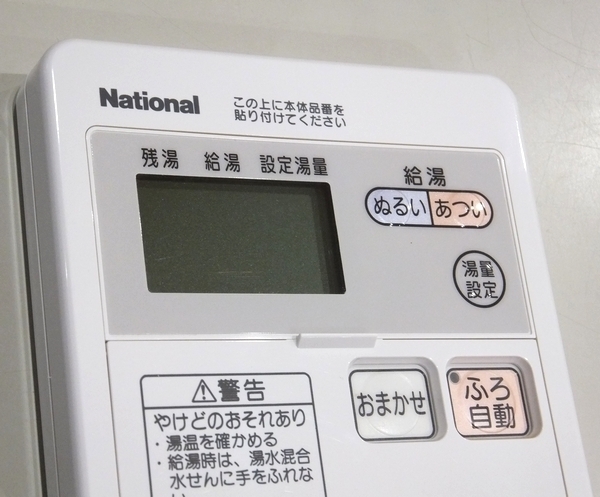 National
この上に本体品番を
貼り付けてください
残湯 給湯 設定湯量
給湯
ぬるい あつい
湯量
設定
おまかせ
ふろ
自動
⚠警告
やけどのおそれあり
・湯温を確かめる
・給湯時は、湯水混合
水せんに手をふれな
い